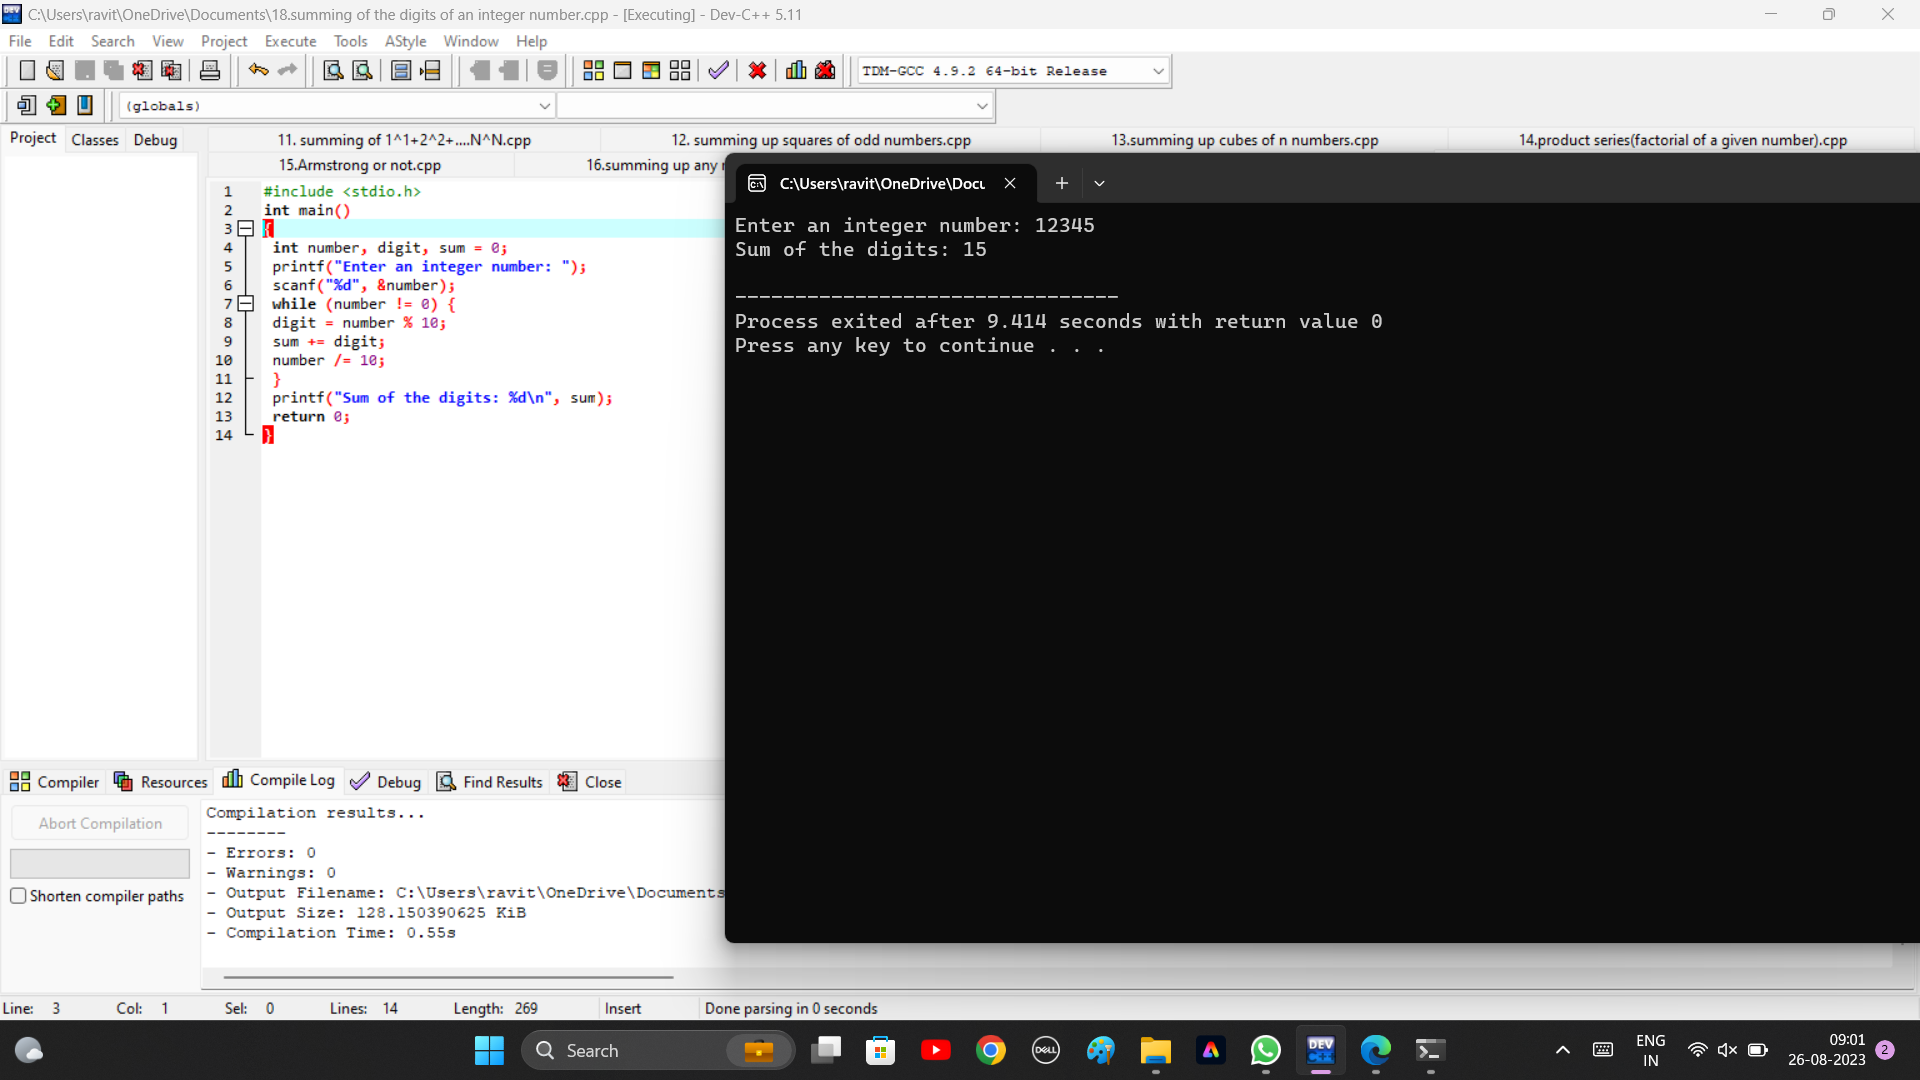 C:\Users\ravit\OneDrive\Documents\18.summing of the digits of an integer number.cpp - [Executing] - Dev-C++ 5.11
File Edit Search View Project Execute Tools AStyle Window Help
TDM-GCC 4.9.2 64-bit Release
(globals)
Project Classes Debug
11. summing of 1^1+2^2+....N^N.cpp 12. summing up squares of odd numbers.cpp 13.summing up cubes of n numbers.cpp 14.product series(factorial of a given number).cpp
15.Armstrong or not.cpp 16.summing up any
1 #include <stdio.h>
2 int main()
3 {
4 int number, digit, sum = 0;
5 printf("Enter an integer number: ");
6 scanf("%d", &number);
7 while (number != 0) {
8 digit = number % 10;
9 sum += digit;
10 number /= 10;
11 }
12 printf("Sum of the digits: %d\n", sum);
13 return 0;
14 }
C:\Users\ravit\OneDrive\Docu
Enter an integer number: 12345
Sum of the digits: 15
--------------------------------
Process exited after 9.414 seconds with return value 0
Press any key to continue . . .
Compiler Resources Compile Log Debug Find Results Close
Abort Compilation
Shorten compiler paths
Compilation results...
--------
- Errors: 0
- Warnings: 0
- Output Filename: C:\Users\ravit\OneDrive\Documents
- Output Size: 128.150390625 KiB
- Compilation Time: 0.55s
Line: 3 Col: 1 Sel: 0 Lines: 14 Length: 269 Insert Done parsing in 0 seconds
Search
DELL
DEV C++
ENG
IN
09:01
26-08-2023
2